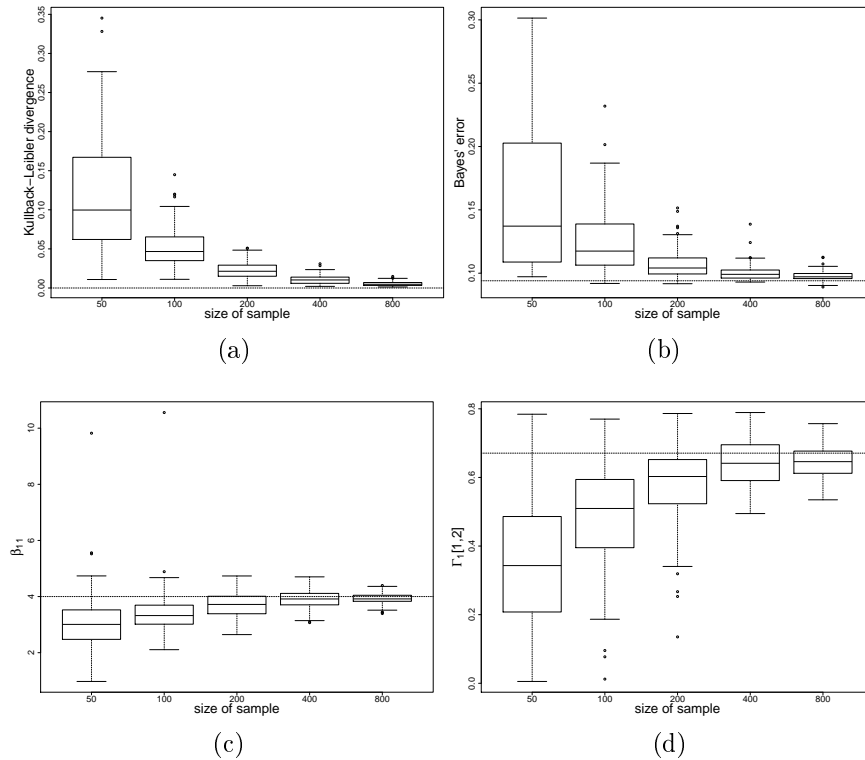 Kullback−Leibler divergence
0.00
0.05
0.10
0.15
0.20
0.25
0.30
0.35
50 100 200 400 800
size of sample
(a)
Bayes' error
0.10
0.15
0.20
0.25
0.30
50 100 200 400 800
size of sample
(b)
β11
2
4
6
8
10
50 100 200 400 800
size of sample
(c)
Γ1[1,2]
0.0
0.2
0.4
0.6
0.8
50 100 200 400 800
size of sample
(d)